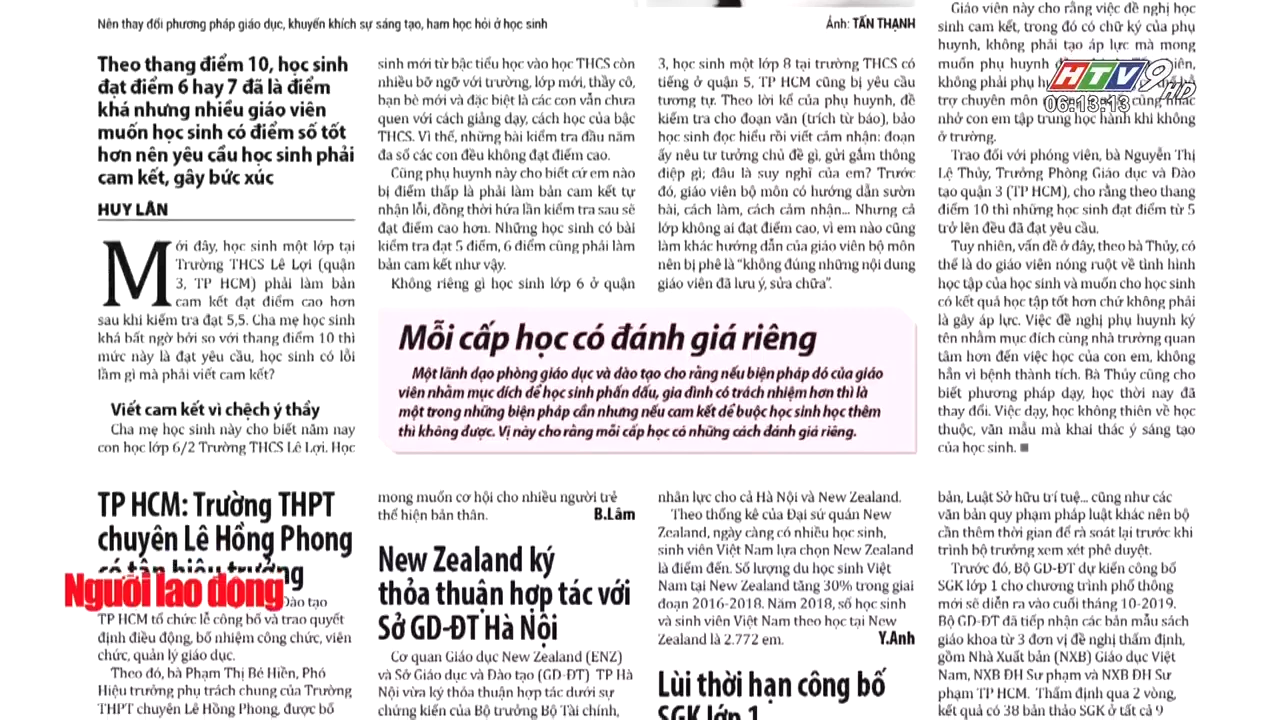 Nên thay đổi phương pháp giáo dục, khuyến khích sự sáng tạo, ham học hỏi ở học sinh
Ảnh: TẤN THẠNH
Theo thang điểm 10, học sinh
đạt điểm 6 hay 7 đã là điểm
khá nhưng nhiều giáo viên
muốn học sinh có điểm số tốt
hơn nên yêu cầu học sinh phải
cam kết, gây bức xúc
HUY LÂN
Mới đây, học sinh một lớp tại
Trường THCS Lê Lợi (quận
3, TP HCM) phải làm bản
cam kết đạt điểm cao hơn
sau khi kiểm tra đạt 5,5. Cha mẹ học sinh
khá bất ngờ bởi so với thang điểm 10 thì
mức này là đạt yêu cầu, học sinh có lỗi
lầm gì mà phải viết cam kết?
Viết cam kết vì chệch ý thầy
Cha mẹ học sinh này cho biết năm nay
con học lớp 6/2 Trường THCS Lê Lợi. Học
sinh mới từ bậc tiểu học vào học THCS còn
nhiều bỡ ngỡ với trường, lớp mới, thầy cô,
bạn bè mới và đặc biệt là các con vẫn chưa
quen với cách giảng dạy, cách học của bậc
THCS. Vì thế, những bài kiểm tra đầu năm
đa số các con đều không đạt điểm cao.
Cũng phụ huynh này cho biết cứ em nào
bị điểm thấp là phải làm bản cam kết tự
nhận lỗi, đồng thời hứa lần kiểm tra sau sẽ
đạt điểm cao hơn. Những học sinh có bài
kiểm tra đạt 5 điểm, 6 điểm cũng phải làm
bản cam kết như vậy.
Không riêng gì học sinh lớp 6 ở quận
3, học sinh một lớp 8 tại trường THCS có
tiếng ở quận 5, TP HCM cũng bị yêu cầu
tương tự. Theo lời kể của phụ huynh, đề
kiểm tra cho đoạn văn (trích từ báo), bảo
học sinh đọc hiểu rồi viết cảm nhận: đoạn
ấy nêu tư tưởng chủ đề gì, gửi gắm thông
điệp gì; đâu là suy nghĩ của em? Trước
đó, giáo viên bộ môn có hướng dẫn sườn
bài, cách làm, cách cảm nhận... Nhưng cả
lớp không ai đạt điểm cao, vì em nào cũng
làm khác hướng dẫn của giáo viên bộ môn
nên bị phê là “không đúng những nội dung
giáo viên đã lưu ý, sửa chữa”.
Mỗi cấp học có đánh giá riêng
Một lãnh đạo phòng giáo dục và đào tạo cho rằng nếu biện pháp đó của giáo
viên nhằm mục đích để học sinh phấn đấu, gia đình có trách nhiệm hơn thì là
một trong những biện pháp cần nhưng nếu cam kết để buộc học sinh học thêm
thì không được. Vị này cho rằng mỗi cấp học có những cách đánh giá riêng.
Giáo viên này cho rằng việc đề nghị học
sinh cam kết, trong đó có chữ ký của phụ
huynh, không phải tạo áp lực mà mong
muốn phụ huynh
không phải phụ
trợ chuyên môn cũng nhắc
nhở con em tập trung học hành khi không
ở trường.
Trao đổi với phóng viên, bà Nguyễn Thị
Lệ Thủy, Trưởng Phòng Giáo dục và Đào
tạo quận 3 (TP HCM), cho rằng theo thang
điểm 10 thì những học sinh đạt điểm từ 5
trở lên đều đã đạt yêu cầu.
Tuy nhiên, vấn đề ở đây, theo bà Thủy, có
thể là do giáo viên nóng ruột về tình hình
học tập của học sinh và muốn cho học sinh
có kết quả học tập tốt hơn chứ không phải
là gây áp lực. Việc đề nghị phụ huynh ký
tên nhằm mục đích cùng nhà trường quan
tâm hơn đến việc học của con em, không
hẳn vì bệnh thành tích. Bà Thủy cũng cho
biết phương pháp dạy, học thời nay đã
thay đổi. Việc dạy, học không thiên về học
thuộc, văn mẫu mà khai thác ý sáng tạo
của học sinh. ■
HTV9 HD
06:13:13
TP HCM: Trường THPT
chuyên Lê Hồng Phong
có tân hiệu trưởng
Người lao động
Đào tạo
TP HCM tổ chức lễ công bố và trao quyết
định điều động, bổ nhiệm công chức, viên
chức, quản lý giáo dục.
Theo đó, bà Phạm Thị Bé Hiền, Phó
Hiệu trưởng phụ trách chung của Trường
THPT chuyên Lê Hồng Phong, được bổ
mong muốn cơ hội cho nhiều người trẻ
thể hiện bản thân. B.Lâm
New Zealand ký
thỏa thuận hợp tác với
Sở GD-ĐT Hà Nội
Cơ quan Giáo dục New Zealand (ENZ)
và Sở Giáo dục và Đào tạo (GD-ĐT) TP Hà
Nội vừa ký thỏa thuận hợp tác dưới sự
chứng kiến của Bộ trưởng Bộ Tài chính,
nhân lực cho cả Hà Nội và New Zealand.
Theo thống kê của Đại sứ quán New
Zealand, ngày càng có nhiều học sinh,
sinh viên Việt Nam lựa chọn New Zealand
là điểm đến. Số lượng du học sinh Việt
Nam tại New Zealand tăng 30% trong giai
đoạn 2016-2018. Năm 2018, số học sinh
và sinh viên Việt Nam theo học tại New
Zealand là 2.772 em. Y.Anh
Lùi thời hạn công bố
SGK lớp 1
bản, Luật Sở hữu trí tuệ... cũng như các
văn bản quy phạm pháp luật khác nên bộ
cần thêm thời gian để rà soát lại trước khi
trình bộ trưởng xem xét phê duyệt.
Trước đó, Bộ GD-ĐT dự kiến công bố
SGK lớp 1 cho chương trình phổ thông
mới sẽ diễn ra vào cuối tháng 10-2019.
Bộ GD-ĐT đã tiếp nhận các bản mẫu sách
giáo khoa từ 3 đơn vị đề nghị thẩm định,
gồm Nhà Xuất bản (NXB) Giáo dục Việt
Nam, NXB ĐH Sư phạm và NXB ĐH Sư
phạm TP HCM. Thẩm định qua 2 vòng,
kết quả có 38 bản thảo SGK ở tất cả 9